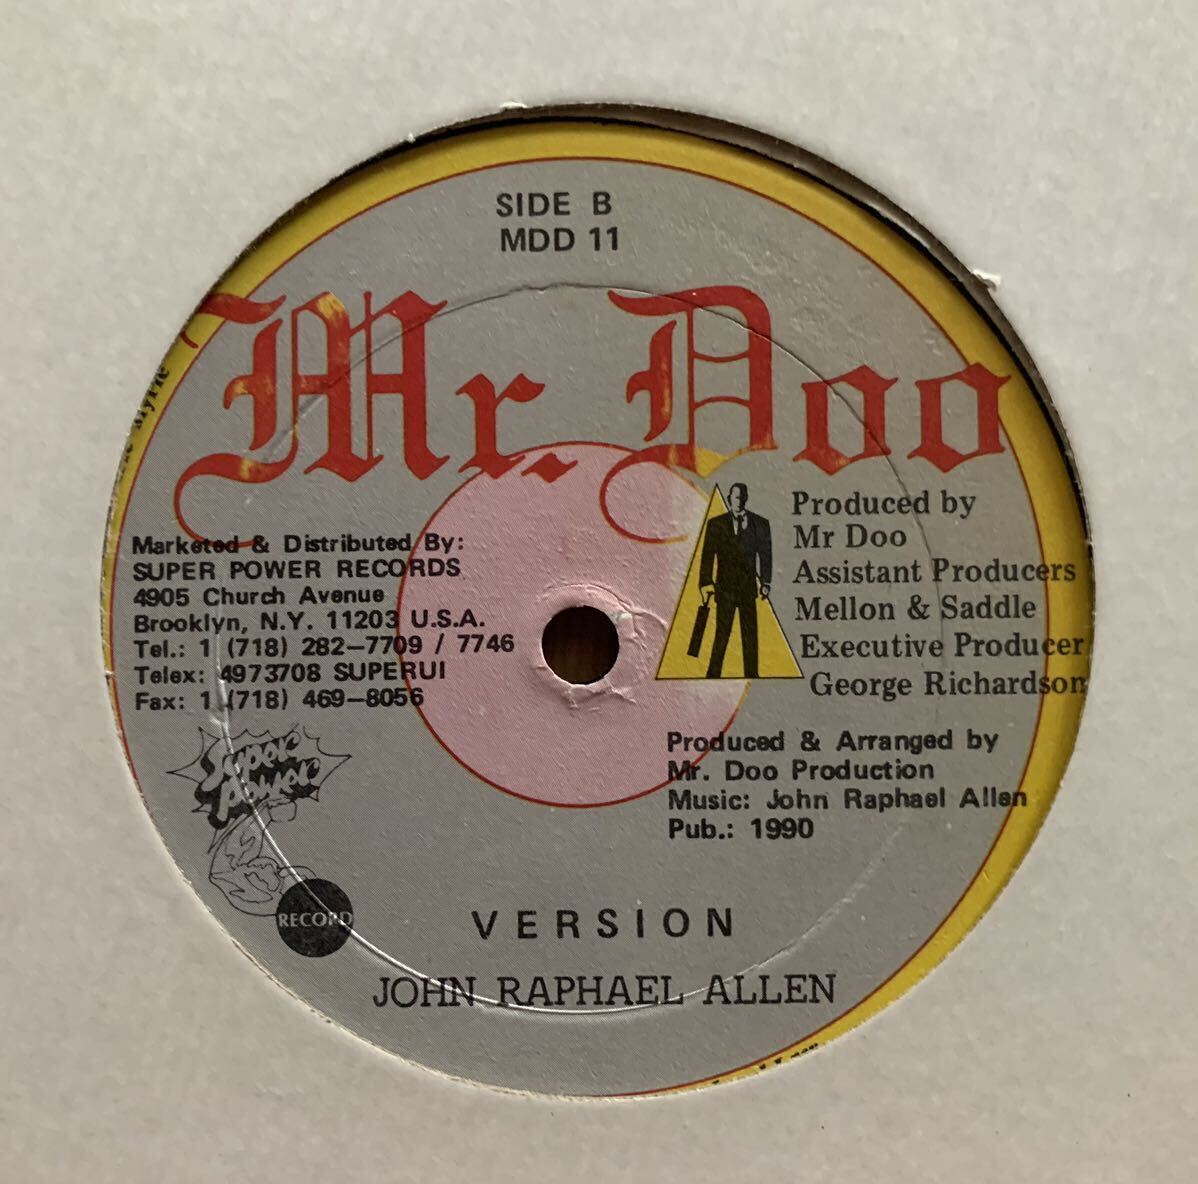 SIDE B
MDD 11
Mr. Doo
Marketed & Distributed By:
SUPER POWER RECORDS
4905 Church Avenue
Brooklyn, N.Y. 11203 U.S.A.
Tel.: 1 (718) 282-7709 / 7746
Telex: 4973708 SUPERUI
Fax: 1 (718) 469-8056
Produced by
Mr Doo
Assistant Producers
Mellon & Saddle
Executive Producer
George Richardson
Super
Power
RECORD
Produced & Arranged by
Mr. Doo Production
Music: John Raphael Allen
Pub.: 1990
VERSION
JOHN RAPHAEL ALLEN